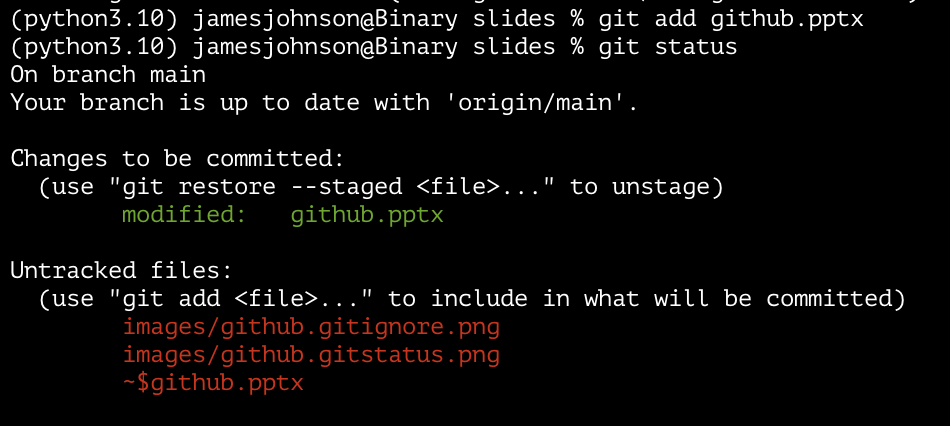 (python3.10) jamesjohnson@Binary slides % git add github.pptx
(python3.10) jamesjohnson@Binary slides % git status
On branch main
Your branch is up to date with 'origin/main'.

Changes to be committed:
  (use "git restore --staged <file>..." to unstage)
        modified:   github.pptx

Untracked files:
  (use "git add <file>..." to include in what will be committed)
        images/github.gitignore.png
        images/github.gitstatus.png
        ~$github.pptx